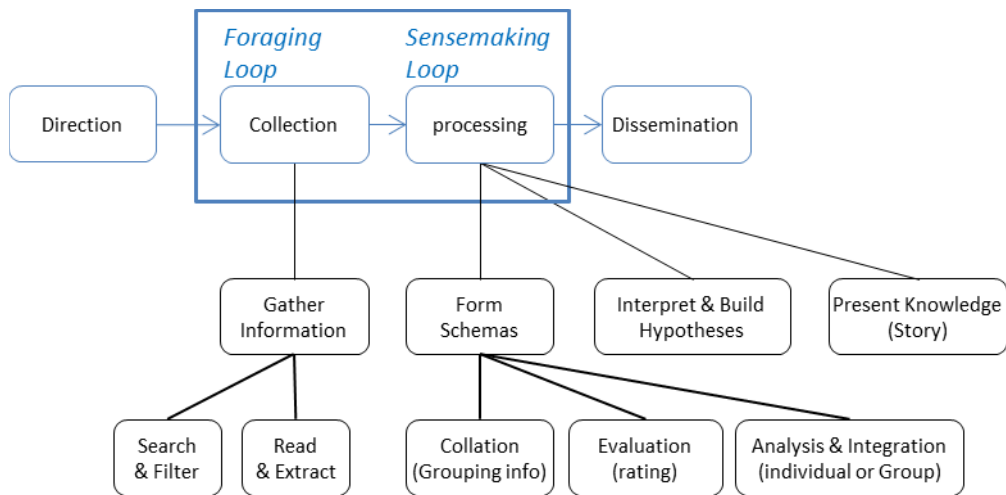 Foraging
Loop
Sensemaking
Loop
Direction
Collection
processing
Dissemination
Gather
Information
Form
Schemas
Interpret & Build
Hypotheses
Present Knowledge
(Story)
Search
& Filter
Read
& Extract
Collation
(Grouping info)
Evaluation
(rating)
Analysis & Integration
(individual or Group)